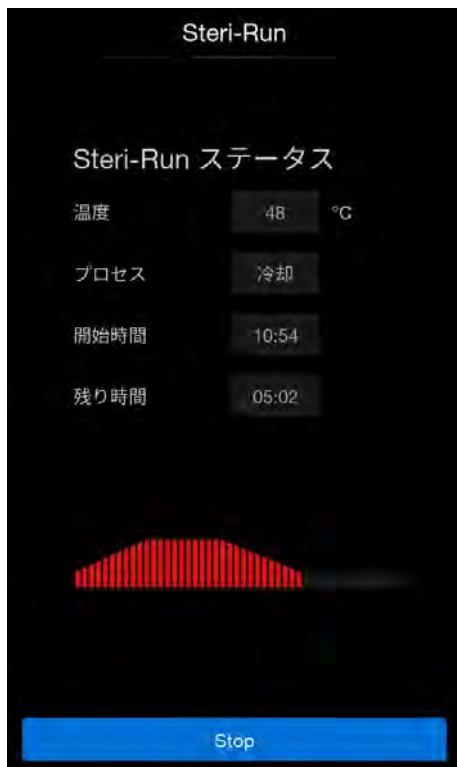 Steri-Run
Steri-Run ステータス
温度 48 °C
プロセス 冷却
開始時間 10:54
残り時間 05:02
Stop